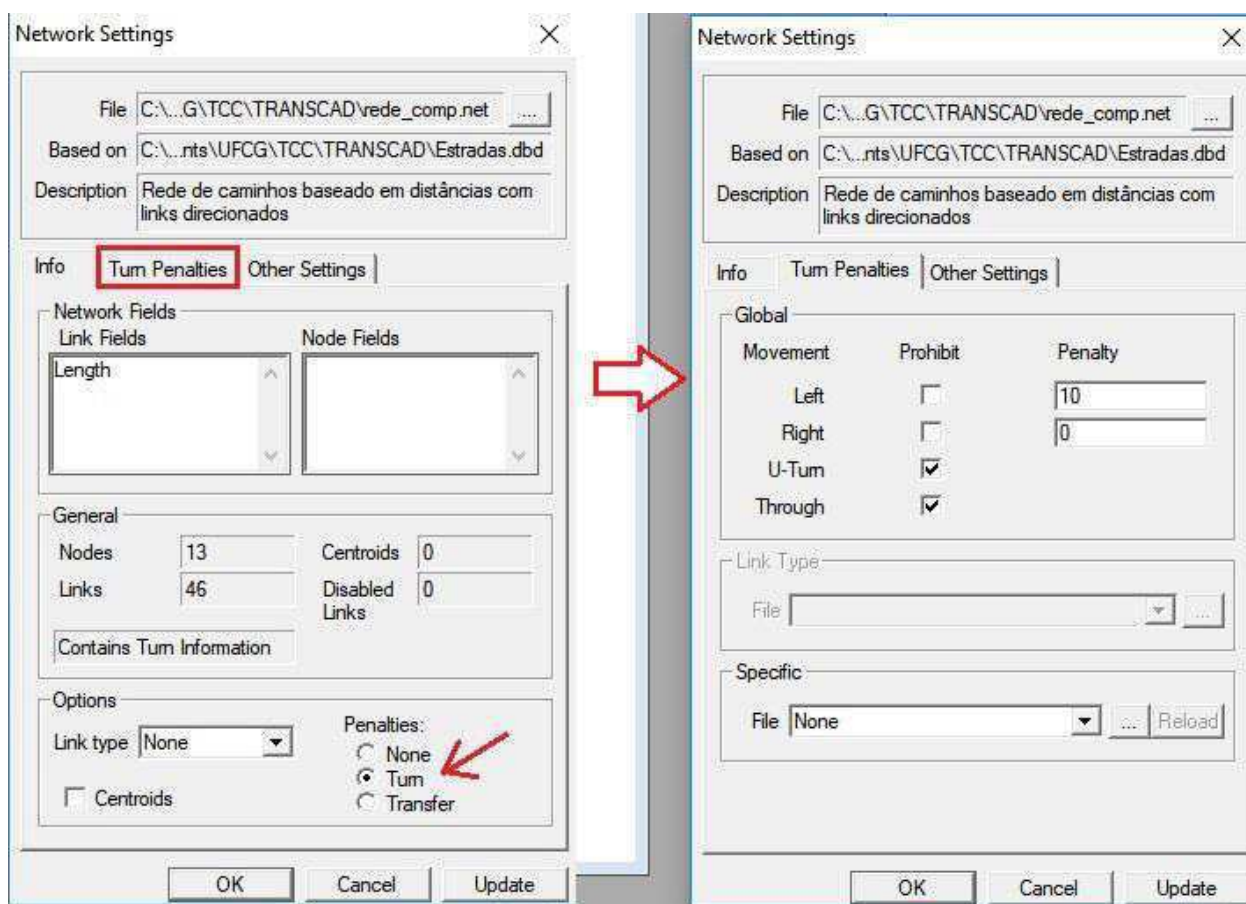 Network Settings
File C:\...G\TCC\TRANSCAD\rede_comp.net ...
Based on C:\...nts\UFCG\TCC\TRANSCAD\Estradas.dbd
Description Rede de caminhos baseado em distâncias com
links direcionados
Info Turn Penalties Other Settings
Network Fields
Link Fields Node Fields
Length
General
Nodes 13 Centroids 0
Links 46 Disabled Links 0
Contains Turn Information
Options
Link type None
Penalties:
None
Turn
Transfer
Centroids
OK Cancel Update
Network Settings
File C:\...G\TCC\TRANSCAD\rede_comp.net ...
Based on C:\...nts\UFCG\TCC\TRANSCAD\Estradas.dbd
Description Rede de caminhos baseado em distâncias com
links direcionados
Info Turn Penalties Other Settings
Global
Movement Prohibit Penalty
Left 10
Right 0
U-Turn
Through
Link Type
File ...
Specific
File None ... Reload
OK Cancel Update